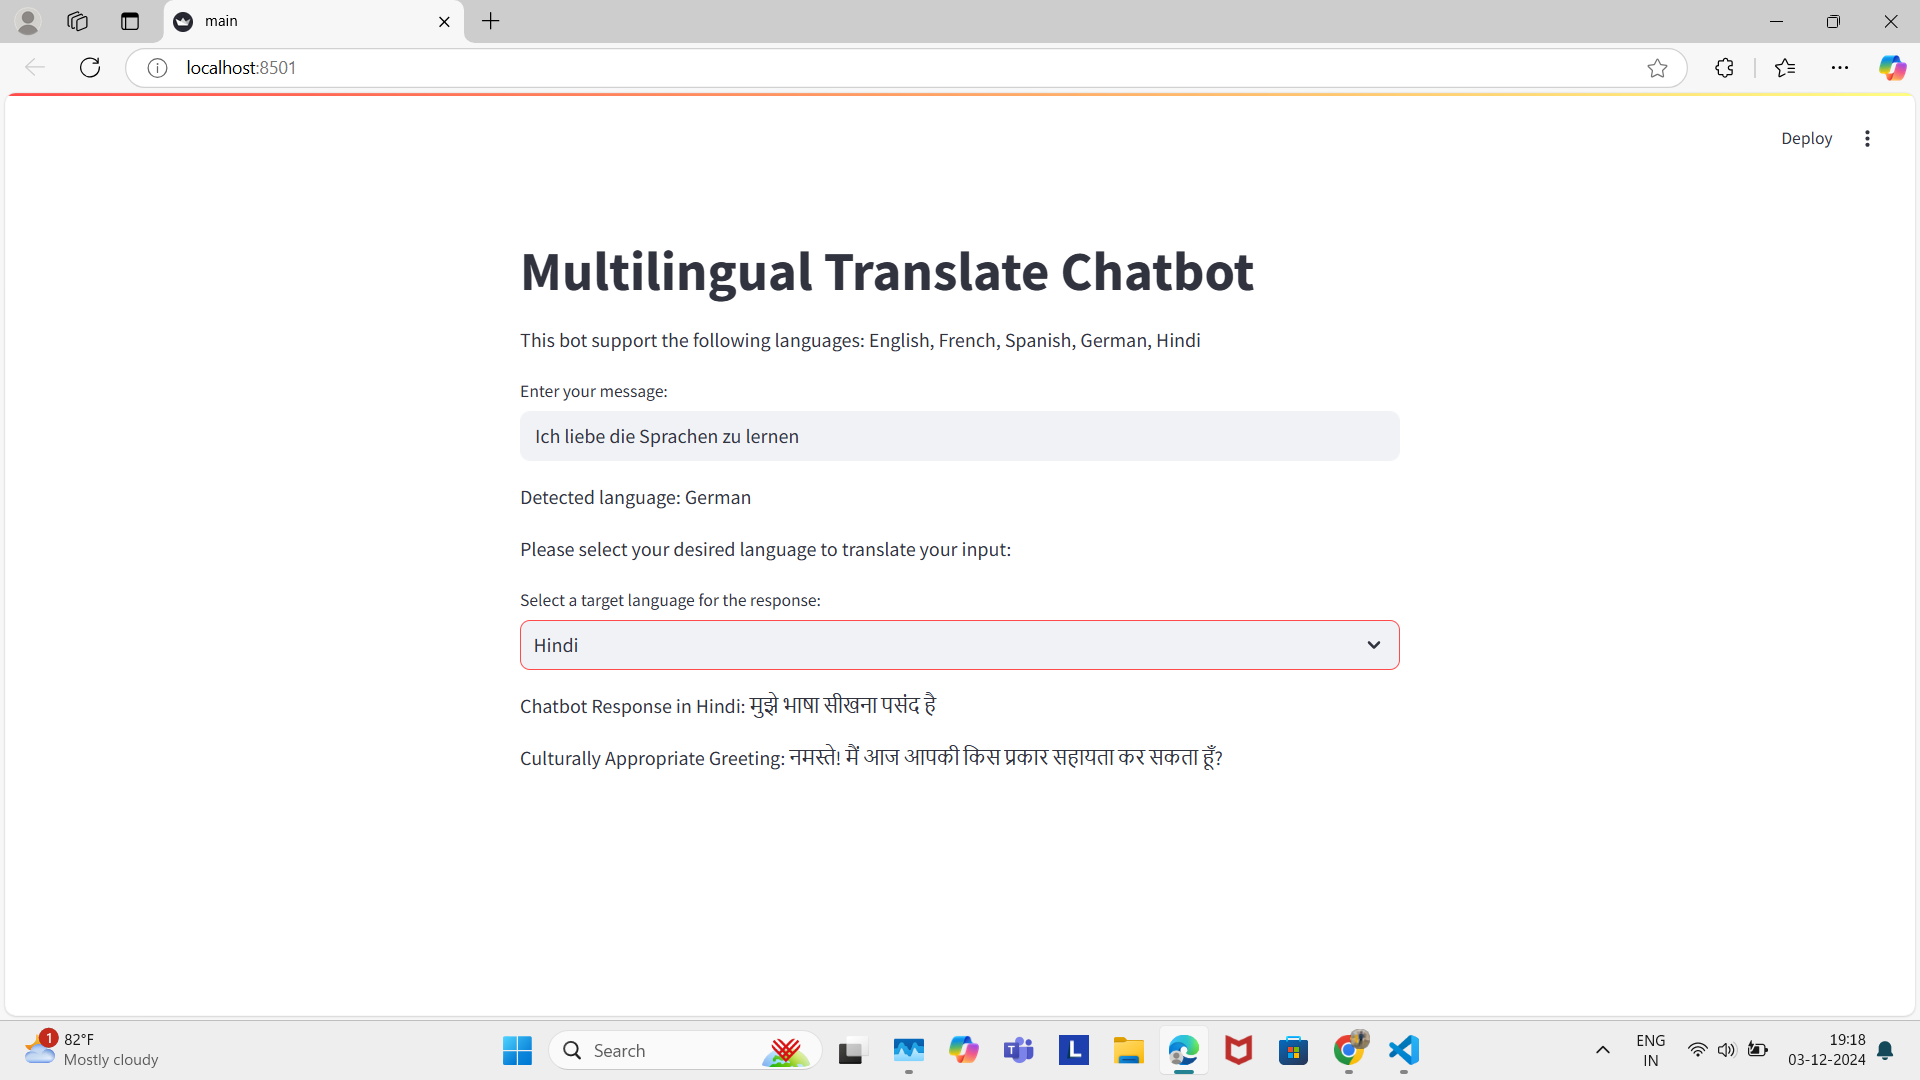 main
localhost:8501
Deploy
Multilingual Translate Chatbot
This bot support the following languages: English, French, Spanish, German, Hindi
Enter your message:
Ich liebe die Sprachen zu lernen
Detected language: German
Please select your desired language to translate your input:
Select a target language for the response:
Hindi
Chatbot Response in Hindi: मुझे भाषा सीखना पसंद है
Culturally Appropriate Greeting: नमस्ते! मैं आज आपकी किस प्रकार सहायता कर सकता हूँ?
1
82°F
Mostly cloudy
Search
T
L
ENG
IN
19:18
03-12-2024